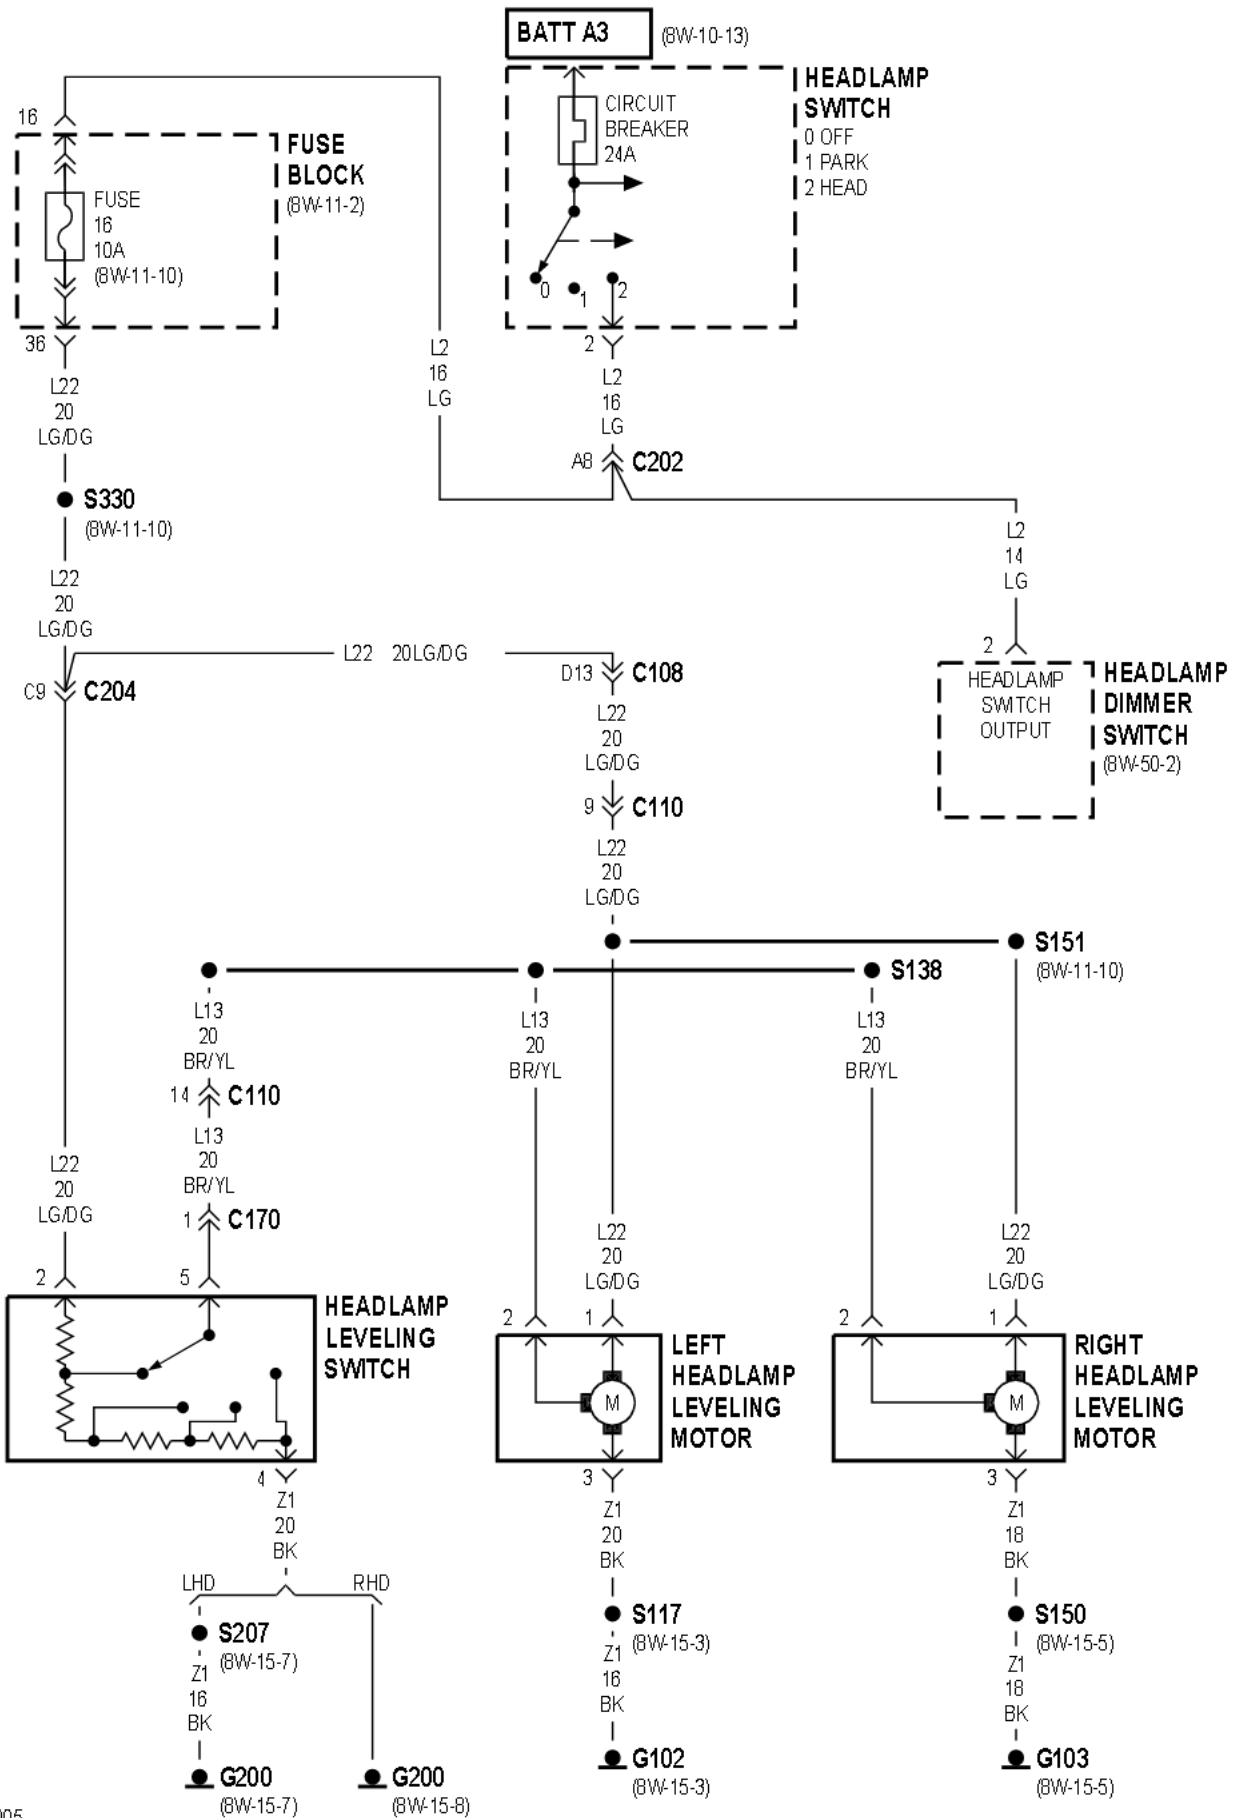 BATT A3
(8W-10-13)
HEADLAMP
SWITCH
0 OFF
1 PARK
2 HEAD
CIRCUIT
BREAKER
24A
0
1
2
2
16
FUSE
BLOCK
(8W-11-2)
FUSE
16
10A
(8W-11-10)
36
L22
20
LG/DG
L2
16
LG
L2
16
LG
A8
C202
S330
(8W-11-10)
L2
14
LG
L22
20
LG/DG
2
HEADLAMP
SWITCH
OUTPUT
HEADLAMP
DIMMER
SWITCH
(8W-50-2)
L22 20LG/DG
C9
C204
D13
C108
L22
20
LG/DG
9
C110
L22
20
LG/DG
S151
(8W-11-10)
S138
L13
20
BR/YL
L13
20
BR/YL
L13
20
BR/YL
14
C110
L13
20
BR/YL
1
C170
L22
20
LG/DG
L22
20
LG/DG
L22
20
LG/DG
2
5
HEADLAMP
LEVELING
SWITCH
4
2
1
M
LEFT
HEADLAMP
LEVELING
MOTOR
3
2
1
M
RIGHT
HEADLAMP
LEVELING
MOTOR
3
Z1
20
BK
LHD
RHD
S207
(8W-15-7)
Z1
16
BK
G200
(8W-15-7)
G200
(8W-15-8)
Z1
20
BK
S117
(8W-15-3)
Z1
16
BK
G102
(8W-15-3)
Z1
18
BK
S150
(8W-15-5)
Z1
18
BK
G103
(8W-15-5)